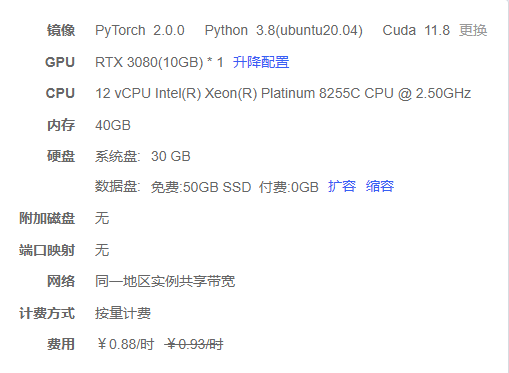 镜像 PyTorch 2.0.0 Python 3.8(ubuntu20.04) Cuda 11.8 更换
GPU RTX 3080(10GB) * 1 升降配置
CPU 12 vCPU Intel(R) Xeon(R) Platinum 8255C CPU @ 2.50GHz
内存 40GB
硬盘 系统盘: 30 GB
数据盘: 免费:50GB SSD 付费:0GB 扩容 缩容
附加磁盘 无
端口映射 无
网络 同一地区实例共享带宽
计费方式 按量计费
费用 ￥0.88/时 ￥0.93/时